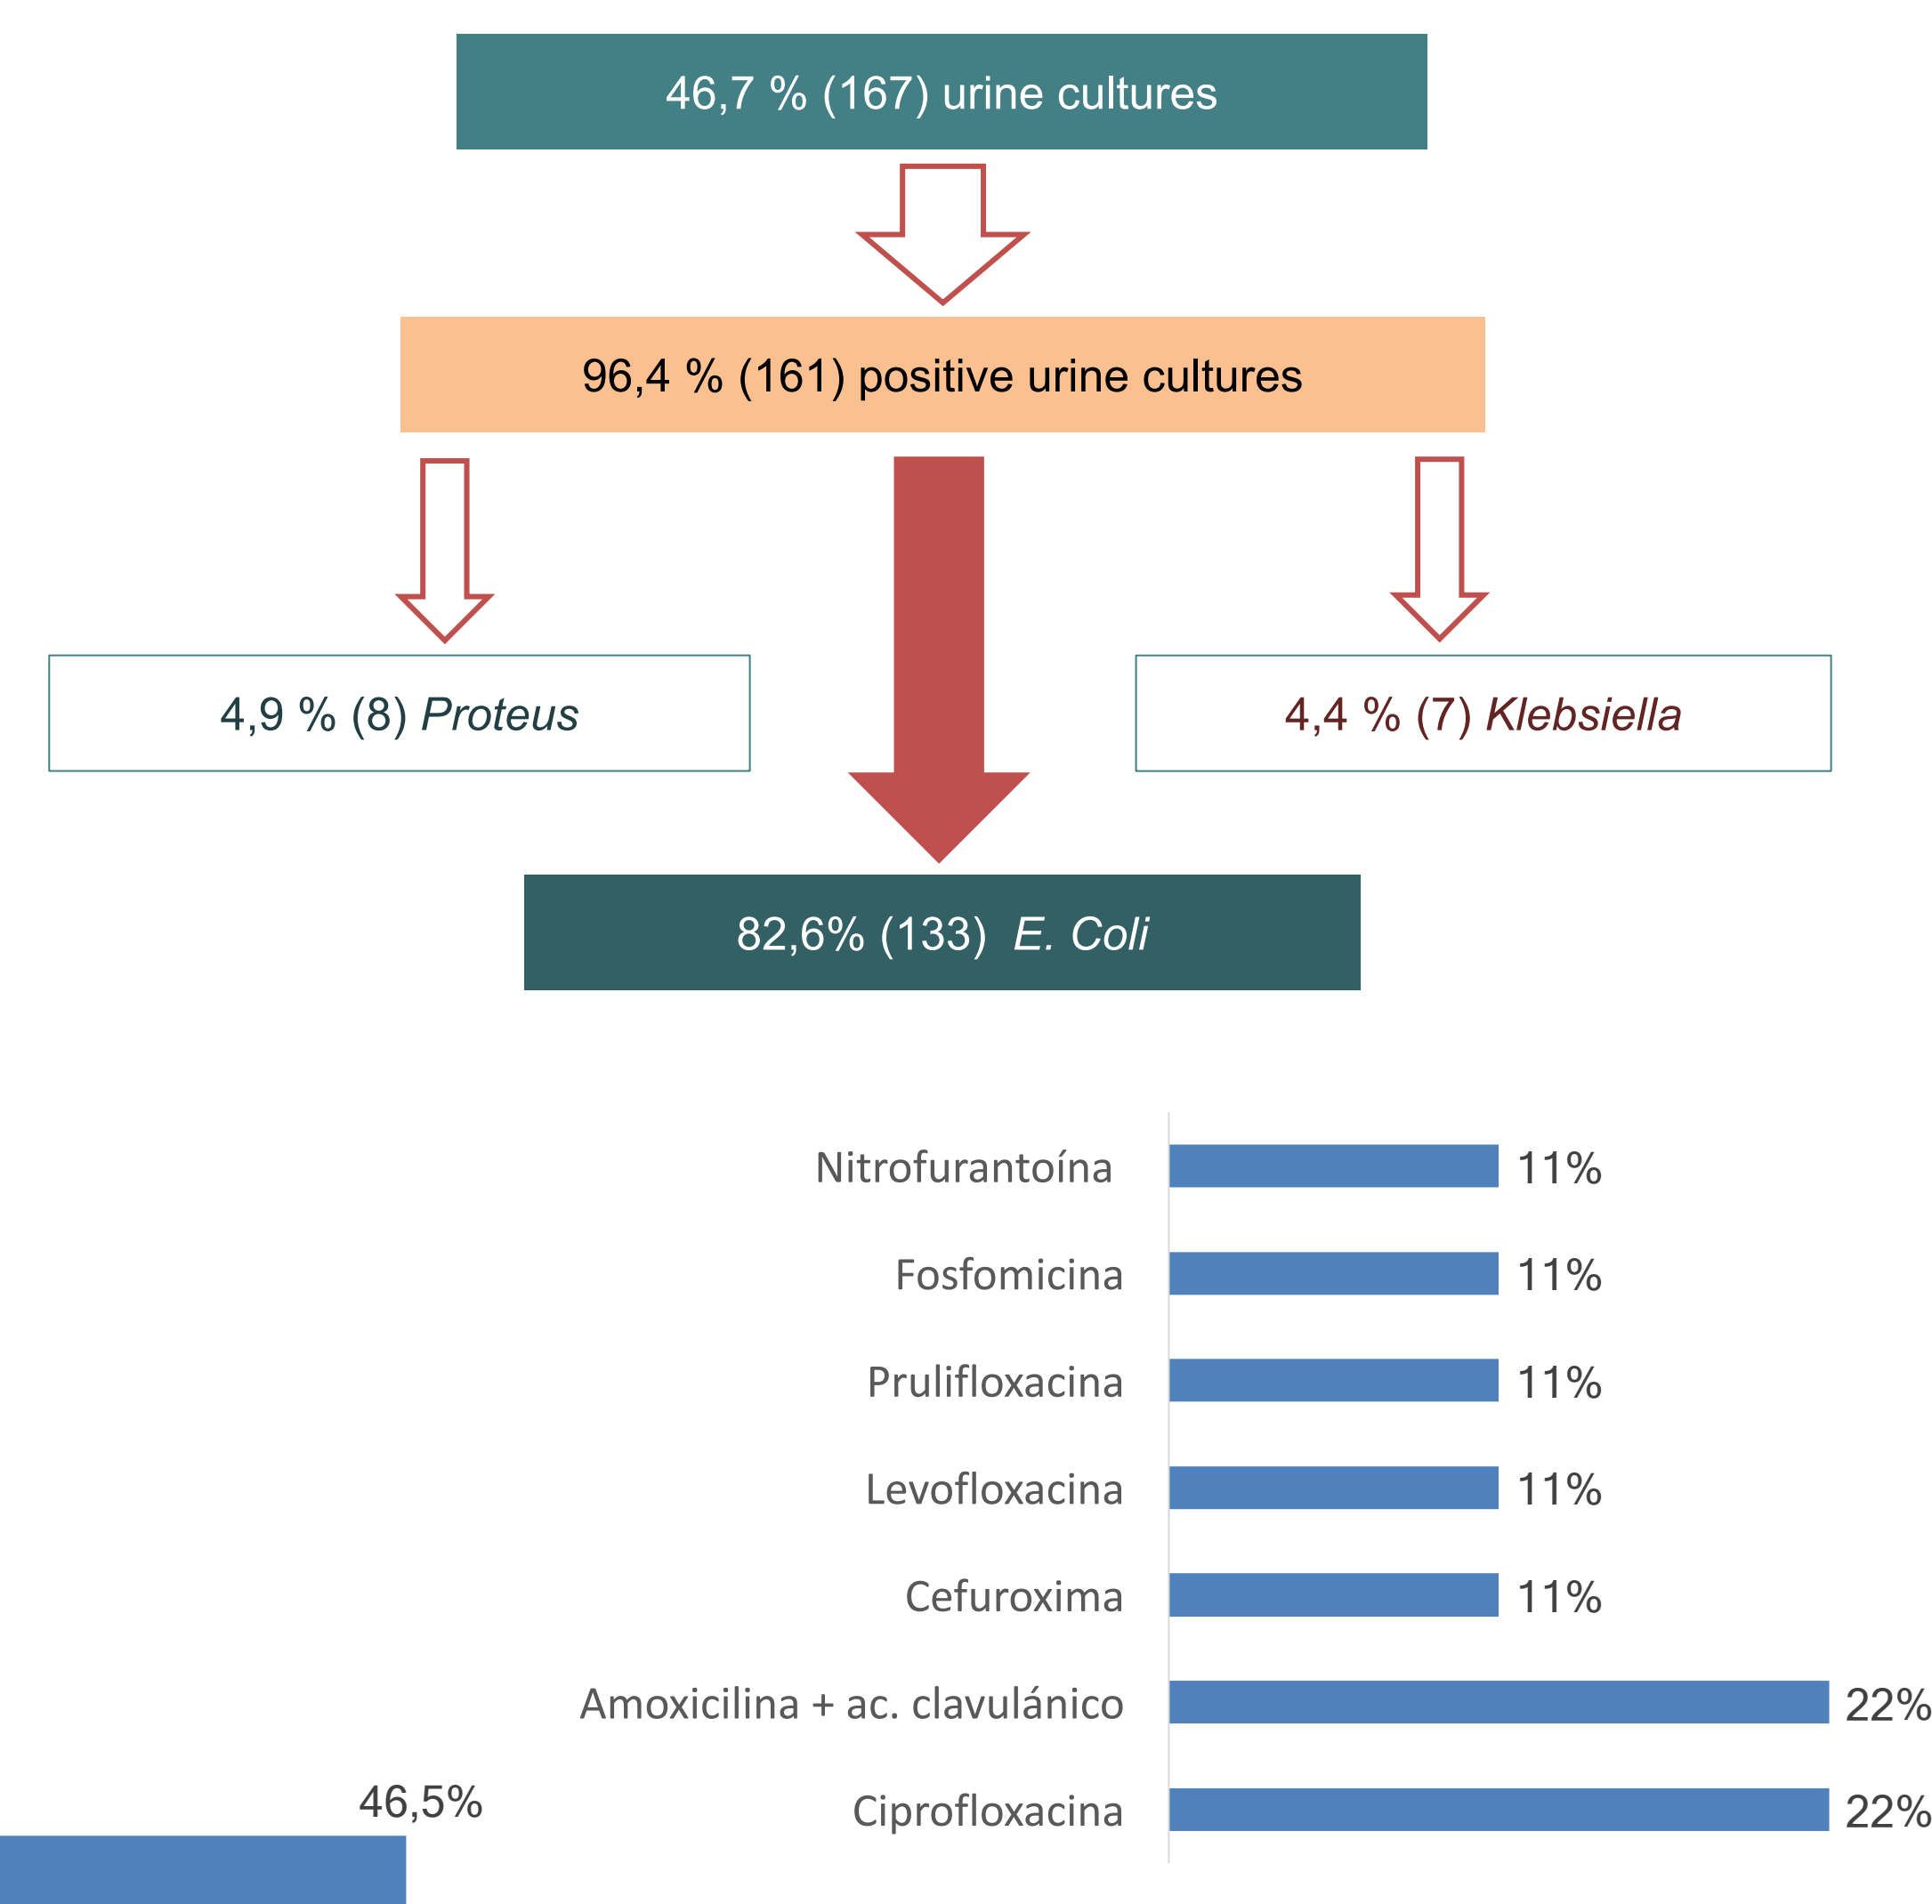 46,7 % (167) urine cultures
96,4 % (161) positive urine cultures
4,9 % (8) Proteus
4,4 % (7) Klebsiella
82,6% (133) E. Coli
Nitrofurantoína 11%
Fosfomicina 11%
Prulifloxacina 11%
Levofloxacina 11%
Cefuroxima 11%
Amoxicilina + ac. clavulánico 22%
Ciprofloxacina 22%
46,5%